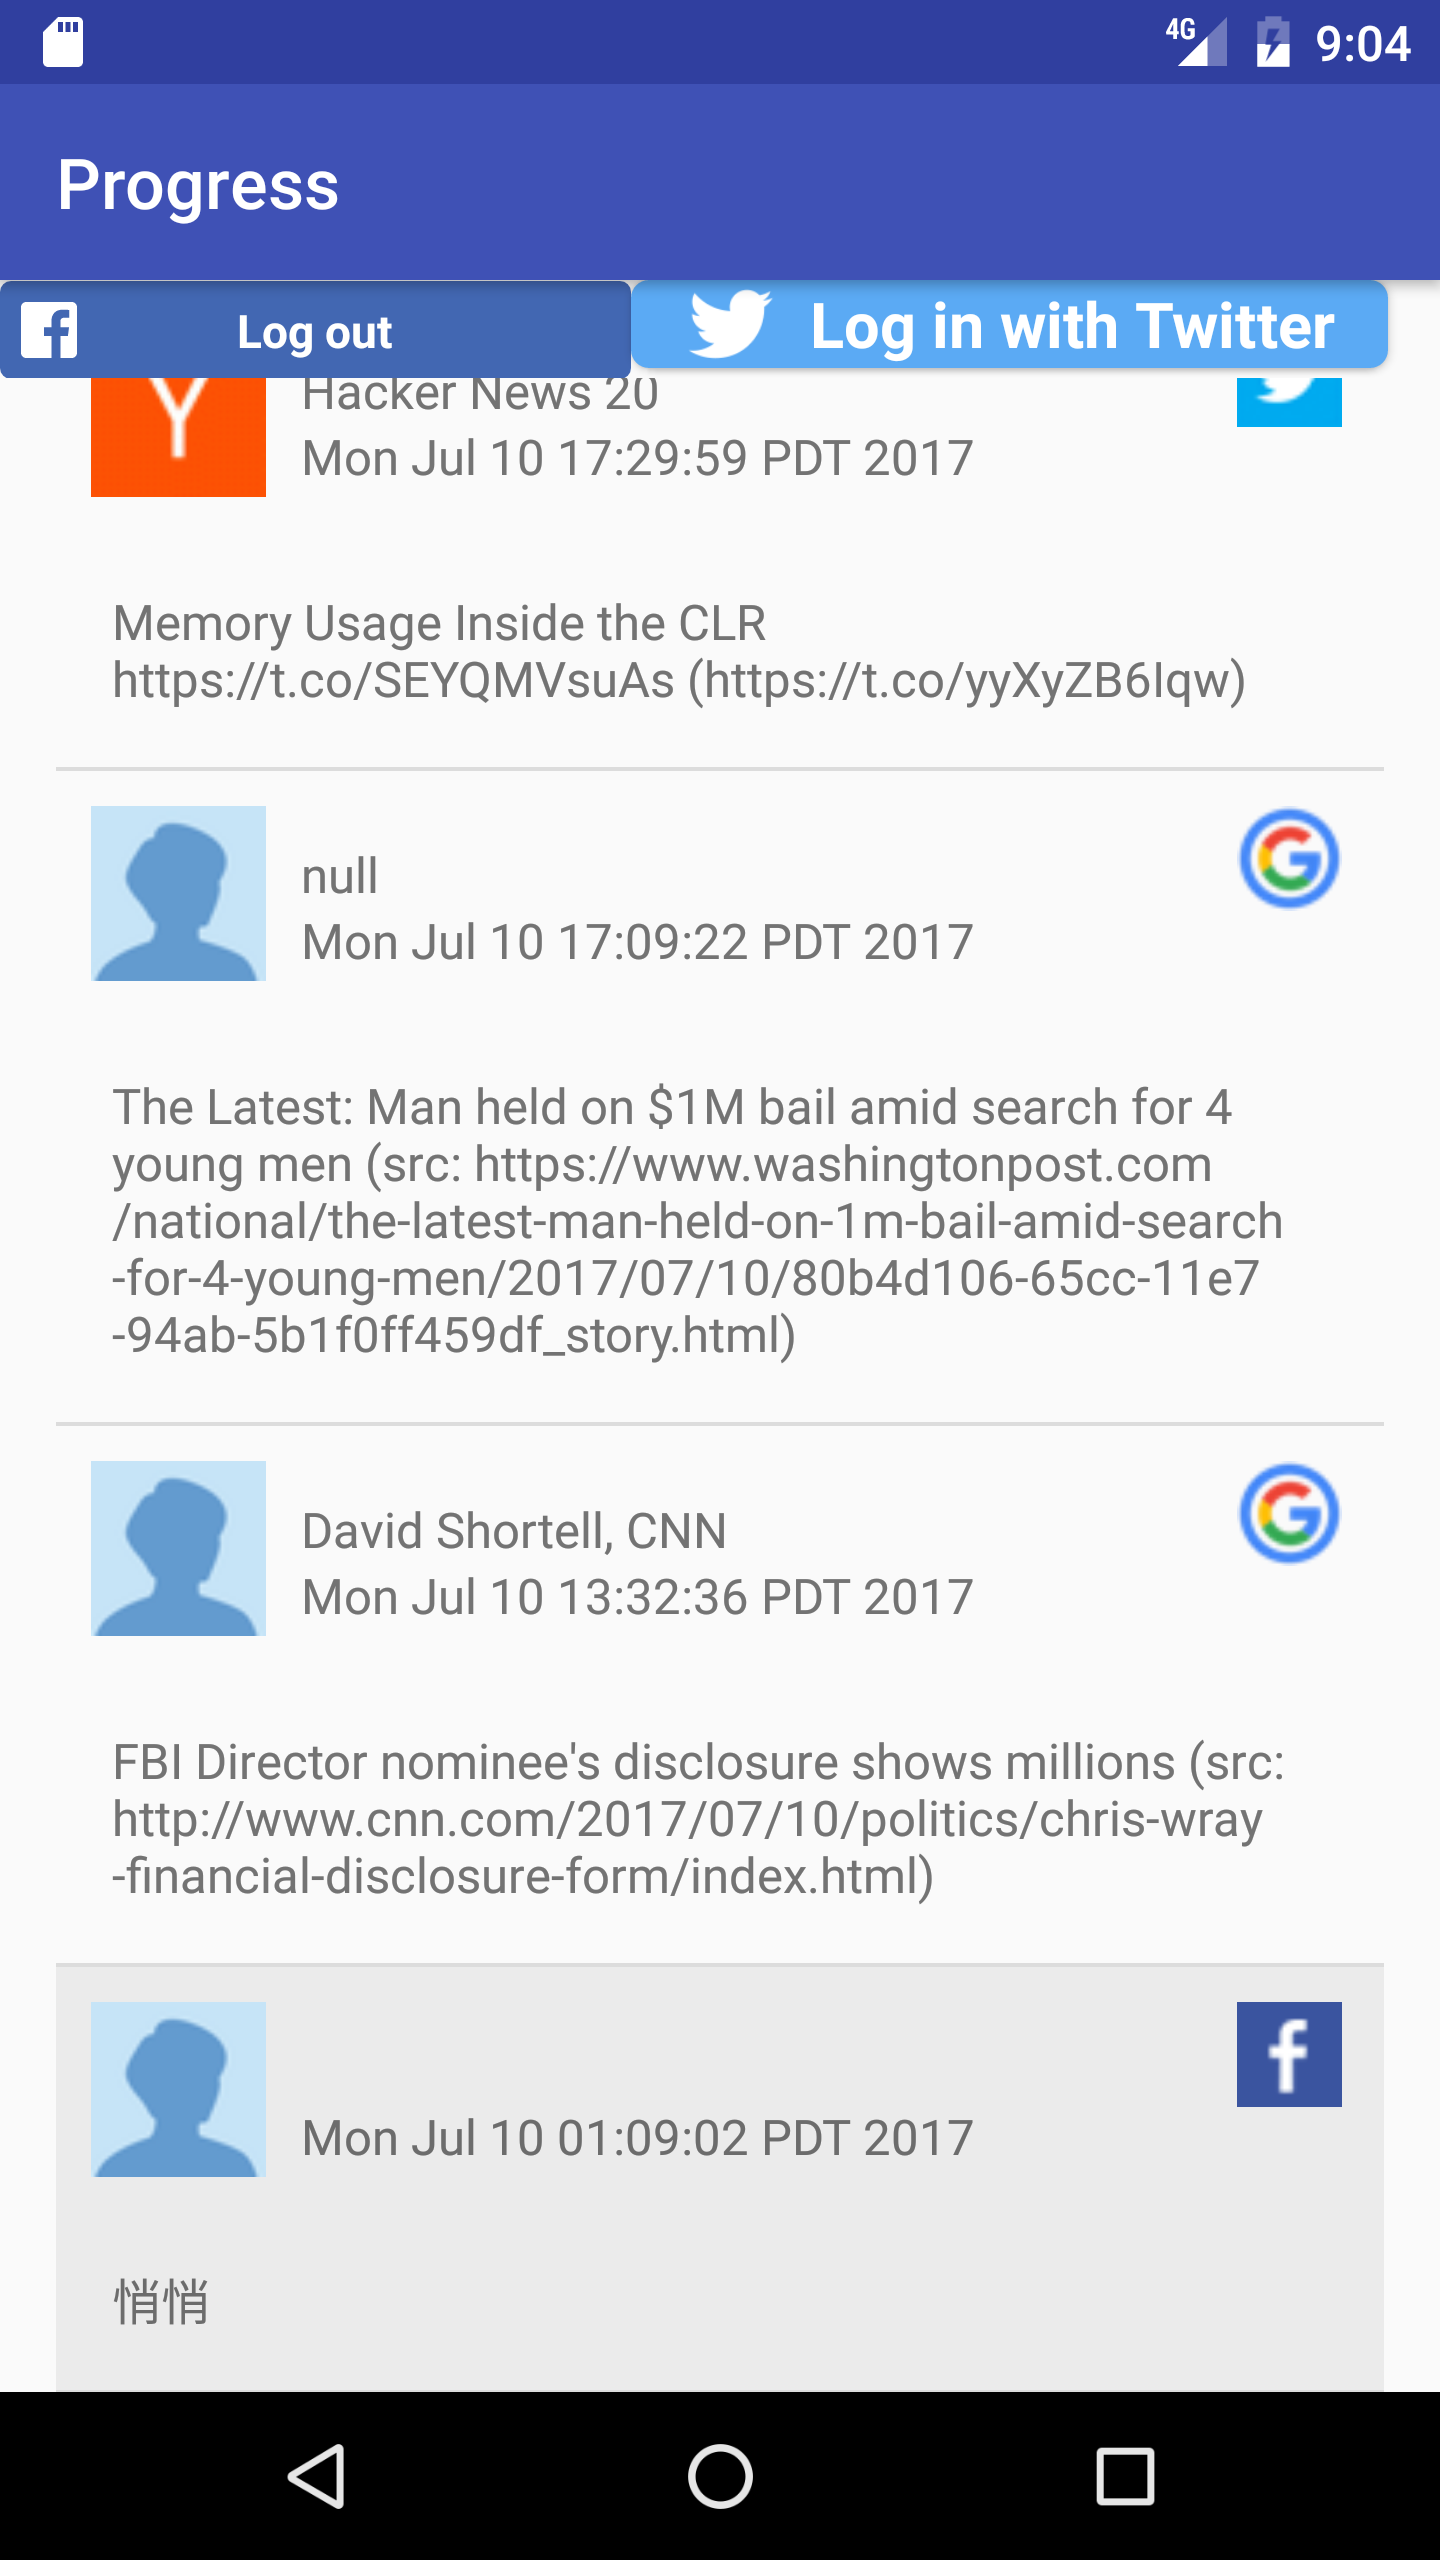 4G 9:04
Progress
Log out
Log in with Twitter
Y
Hacker News 20
Mon Jul 10 17:29:59 PDT 2017
Memory Usage Inside the CLR
https://t.co/SEYQMVsuAs (https://t.co/yyXyZB6Iqw)
null
Mon Jul 10 17:09:22 PDT 2017
The Latest: Man held on $1M bail amid search for 4
young men (src: https://www.washingtonpost.com
/national/the-latest-man-held-on-1m-bail-amid-search
-for-4-young-men/2017/07/10/80b4d106-65cc-11e7
-94ab-5b1f0ff459df_story.html)
David Shortell, CNN
Mon Jul 10 13:32:36 PDT 2017
FBI Director nominee's disclosure shows millions (src:
http://www.cnn.com/2017/07/10/politics/chris-wray
-financial-disclosure-form/index.html)
Mon Jul 10 01:09:02 PDT 2017
悄悄